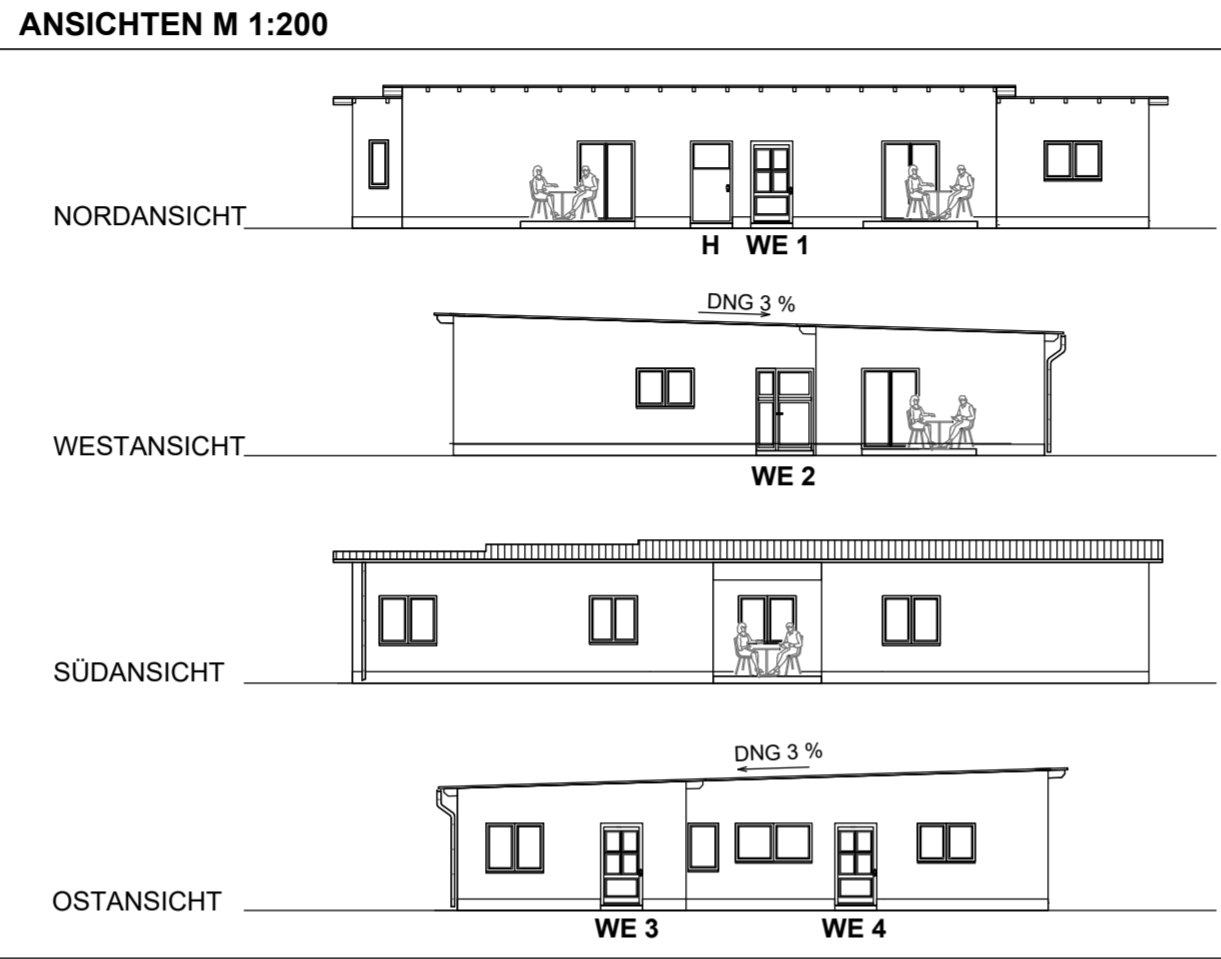 ANSICHTEN M 1:200
NORDANSICHT
H WE 1
DNG 3 %
WESTANSICHT
WE 2
SÜDANSICHT
DNG 3 %
OSTANSICHT
WE 3 WE 4